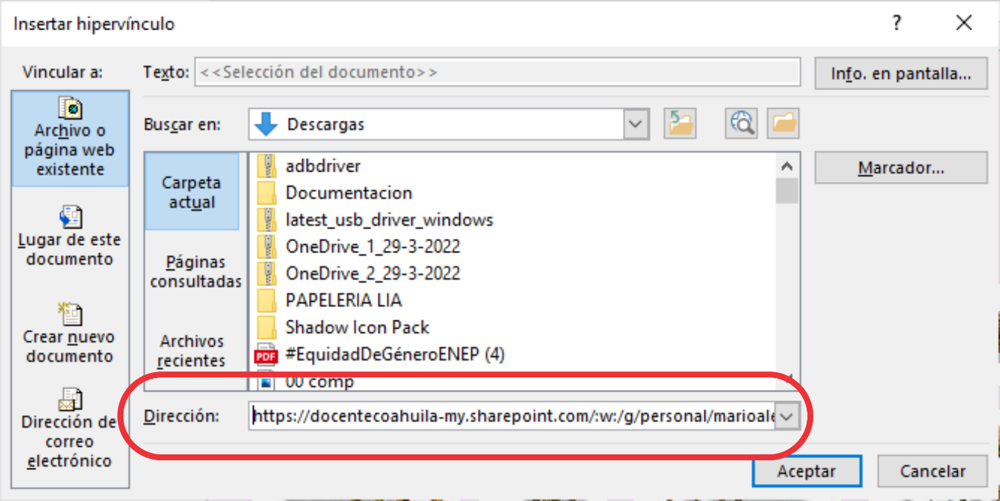 Insertar hipervínculo
?
Vincular a:
Texto:
<<Selección del documento>>
Info. en pantalla...
Archivo o
página web
existente
Lugar de este
documento
Crear nuevo
documento
Dirección de
correo
electrónico
Buscar en:
Descargas
Carpeta
actual
Páginas
consultadas
Archivos
recientes
adbdriver
Documentacion
latest_usb_driver_windows
OneDrive_1_29-3-2022
OneDrive_2_29-3-2022
PAPELERIA LIA
Shadow Icon Pack
PDF #EquidadDeGéneroENEP (4)
00 comp
Marcador...
Dirección:
https://docentecoahuila-my.sharepoint.com/:w:/g/personal/marioale
Aceptar
Cancelar